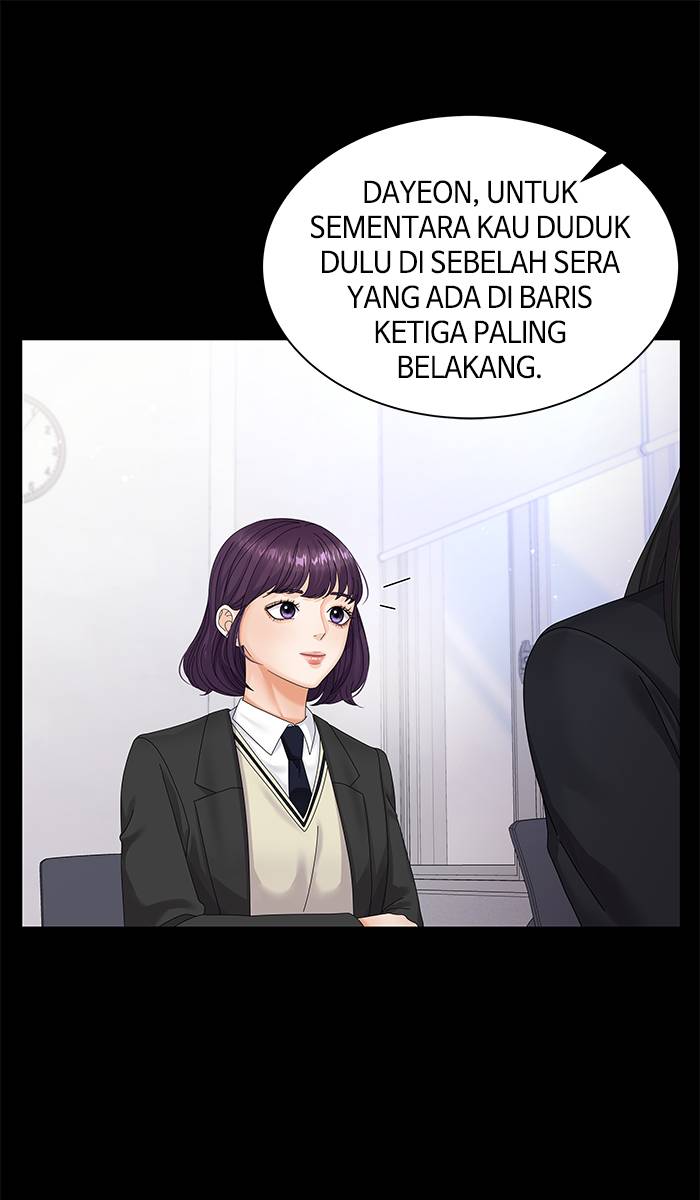 DAYEON, UNTUK
SEMENTARA KAU DUDUK
DULU DI SEBELAH SERA
YANG ADA DI BARIS
KETIGA PALING
BELAKANG.